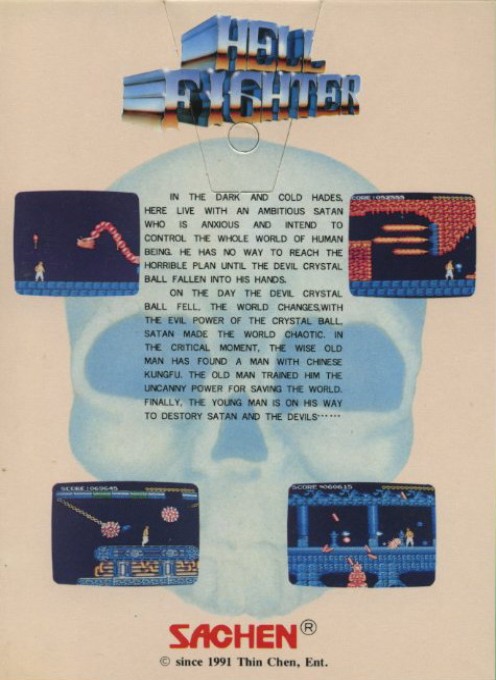 HELL
FIGHTER
IN THE DARK AND COLD HADES.
HERE LIVE WITH AN AMBITIOUS SATAN
WHO IS ANXIOUS AND INTEND TO
CONTROL THE WHOLE WORLD OF HUMAN
BEING. HE HAS NO WAY TO REACH THE
HORRIBLE PLAN UNTIL THE DEVIL CRYSTAL
BALL FALLEN INTO HIS HANDS.
ON THE DAY THE DEVIL CRYSTAL
BALL FELL, THE WORLD CHANGES,WITH
THE EVIL POWER OF THE CRYSTAL BALL.
SATAN MADE THE WORLD CHAOTIC. IN
THE CRITICAL MOMENT, THE WISE OLD
MAN HAS FOUND A MAN WITH CHINESE
KUNGFU. THE OLD MAN TRAINED HIM THE
UNCANNY POWER FOR SAVING THE WORLD.
FINALLY, THE YOUNG MAN IS ON HIS WAY
TO DESTORY SATAN AND THE DEVILS······
SCORE:063645
SACHEN®
© since 1991 Thin Chen, Ent.